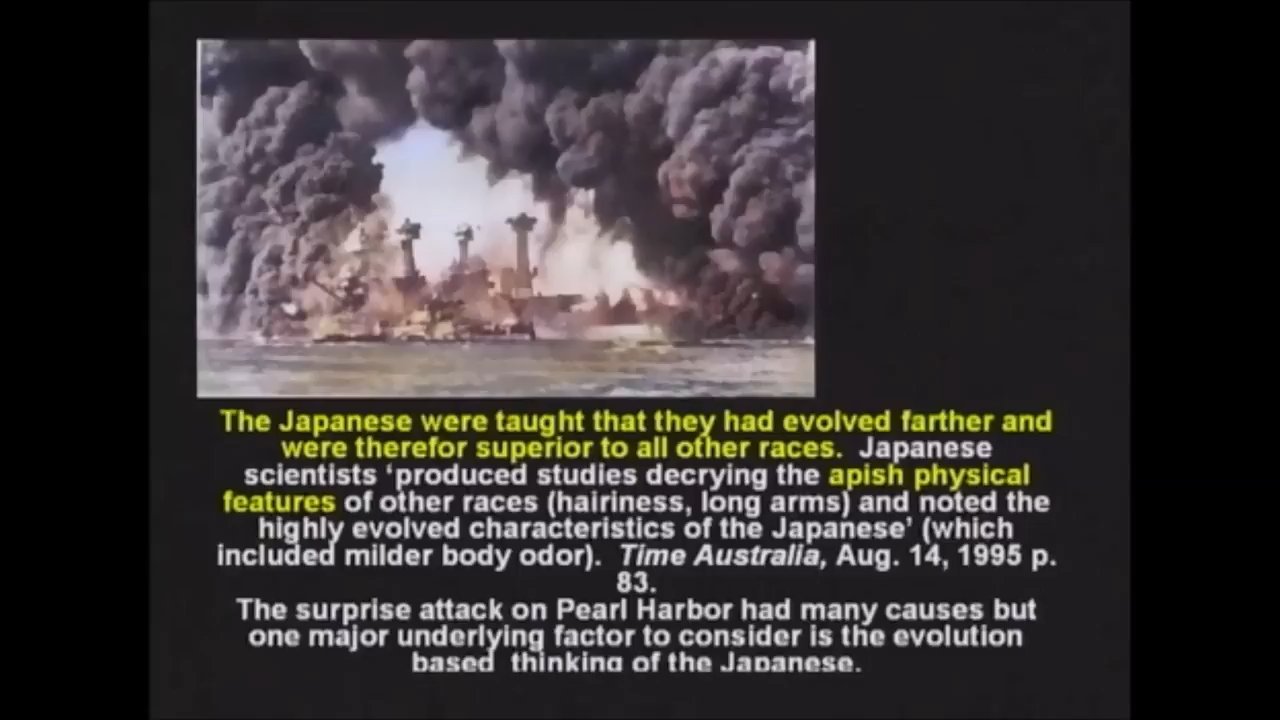 The Japanese were taught that they had evolved farther and
were therefor superior to all other races. Japanese
scientists ‘produced studies decrying the apish physical
features of other races (hairiness, long arms) and noted the
highly evolved characteristics of the Japanese’ (which
included milder body odor). Time Australia, Aug. 14, 1995 p.
83.
The surprise attack on Pearl Harbor had many causes but
one major underlying factor to consider is the evolution
based thinking of the Japanese.